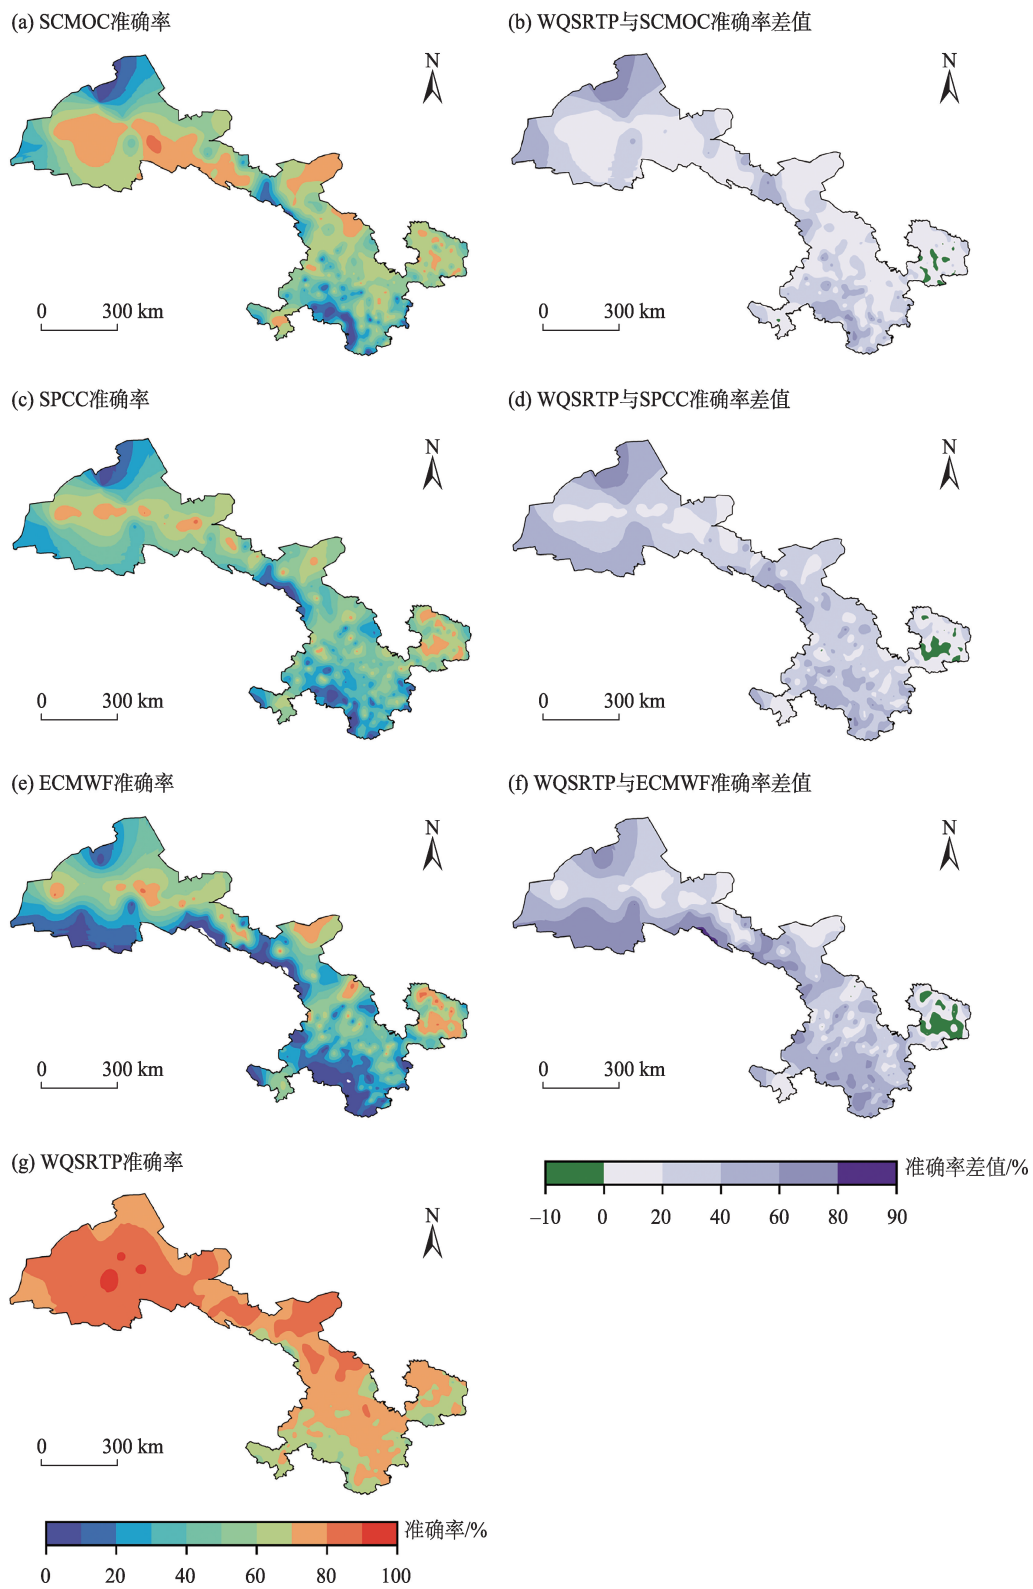 (a) SCMOC准确率
(b) WQSRTP与SCMOC准确率差值
N
N
0 300 km
0 300 km
(c) SPCC准确率
(d) WQSRTP与SPCC准确率差值
N
N
0 300 km
0 300 km
(e) ECMWF准确率
(f) WQSRTP与ECMWF准确率差值
N
N
0 300 km
0 300 km
(g) WQSRTP准确率
准确率差值/%
–10 0 20 40 60 80 90
N
0 300 km
准确率/%
0 20 40 60 80 100